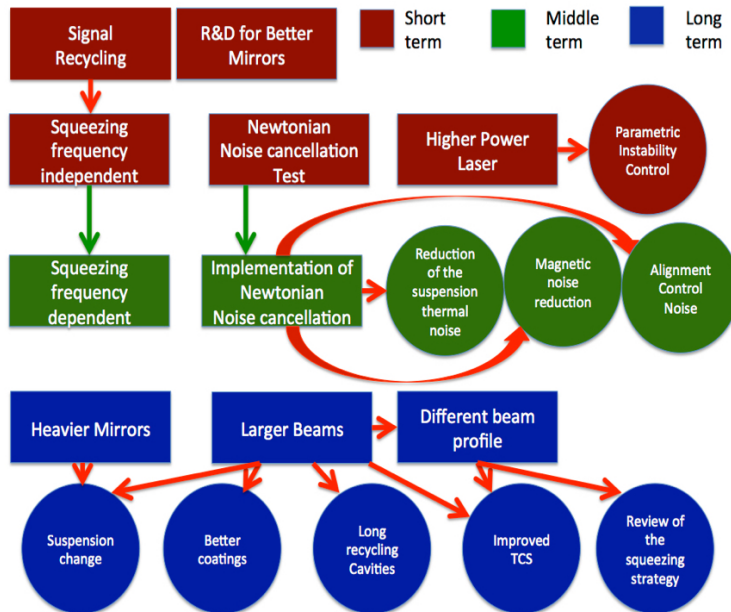 Signal
Recycling
R&D for Better
Mirrors
Short
term
Middle
term
Long
term
Squeezing
frequency
independent
Newtonian
Noise cancellation
Test
Higher Power
Laser
Parametric
Instability
Control
Squeezing
frequency
dependent
Implementation of
Newtonian
Noise cancellation
Reduction
of the
suspension
thermal
noise
Magnetic
noise
reduction
Alignment
Control
Noise
Heavier Mirrors
Larger Beams
Different beam
profile
Suspension
change
Better
coatings
Long
recycling
Cavities
Improved
TCS
Review of
the
squeezing
strategy